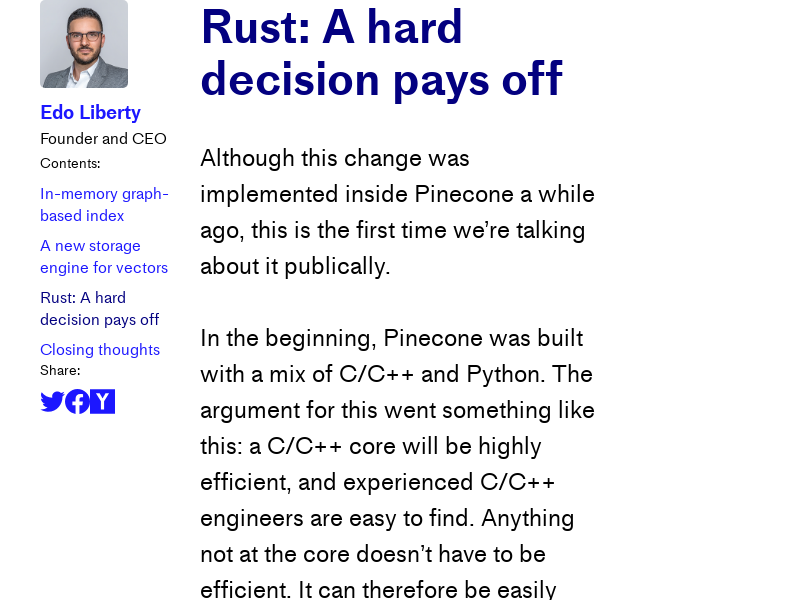 Edo Liberty
Founder and CEO
Contents:
In-memory graph-
based index
A new storage
engine for vectors
Rust: A hard
decision pays off
Closing thoughts
Share:
Rust: A hard
decision pays off
Although this change was
implemented inside Pinecone a while
ago, this is the first time we’re talking
about it publically.
In the beginning, Pinecone was built
with a mix of C/C++ and Python. The
argument for this went something like
this: a C/C++ core will be highly
efficient, and experienced C/C++
engineers are easy to find. Anything
not at the core doesn’t have to be
efficient. It can therefore be easily